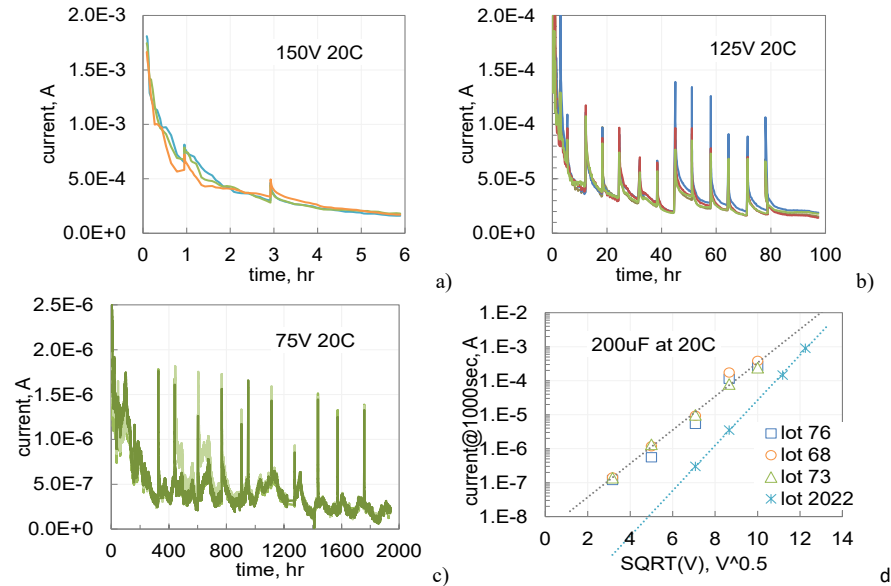 2.0E-3
1.5E-3
1.0E-3
5.0E-4
0.0E+0
current, A
150V 20C
0 1 2 3 4 5 6
time, hr
a)
2.0E-4
1.5E-4
1.0E-4
5.0E-5
0.0E+0
current, A
125V 20C
0 20 40 60 80 100
time, hr
b)
2.5E-6
2.0E-6
1.5E-6
1.0E-6
5.0E-7
0.0E+0
current, A
75V 20C
0 400 800 1200 1600 2000
time, hr
c)
1.E-2
1.E-3
1.E-4
1.E-5
1.E-6
1.E-7
1.E-8
current@1000sec, A
200uF at 20C
lot 76
lot 68
lot 73
lot 2022
0 2 4 6 8 10 12 14
SQRT(V), V^0.5
d